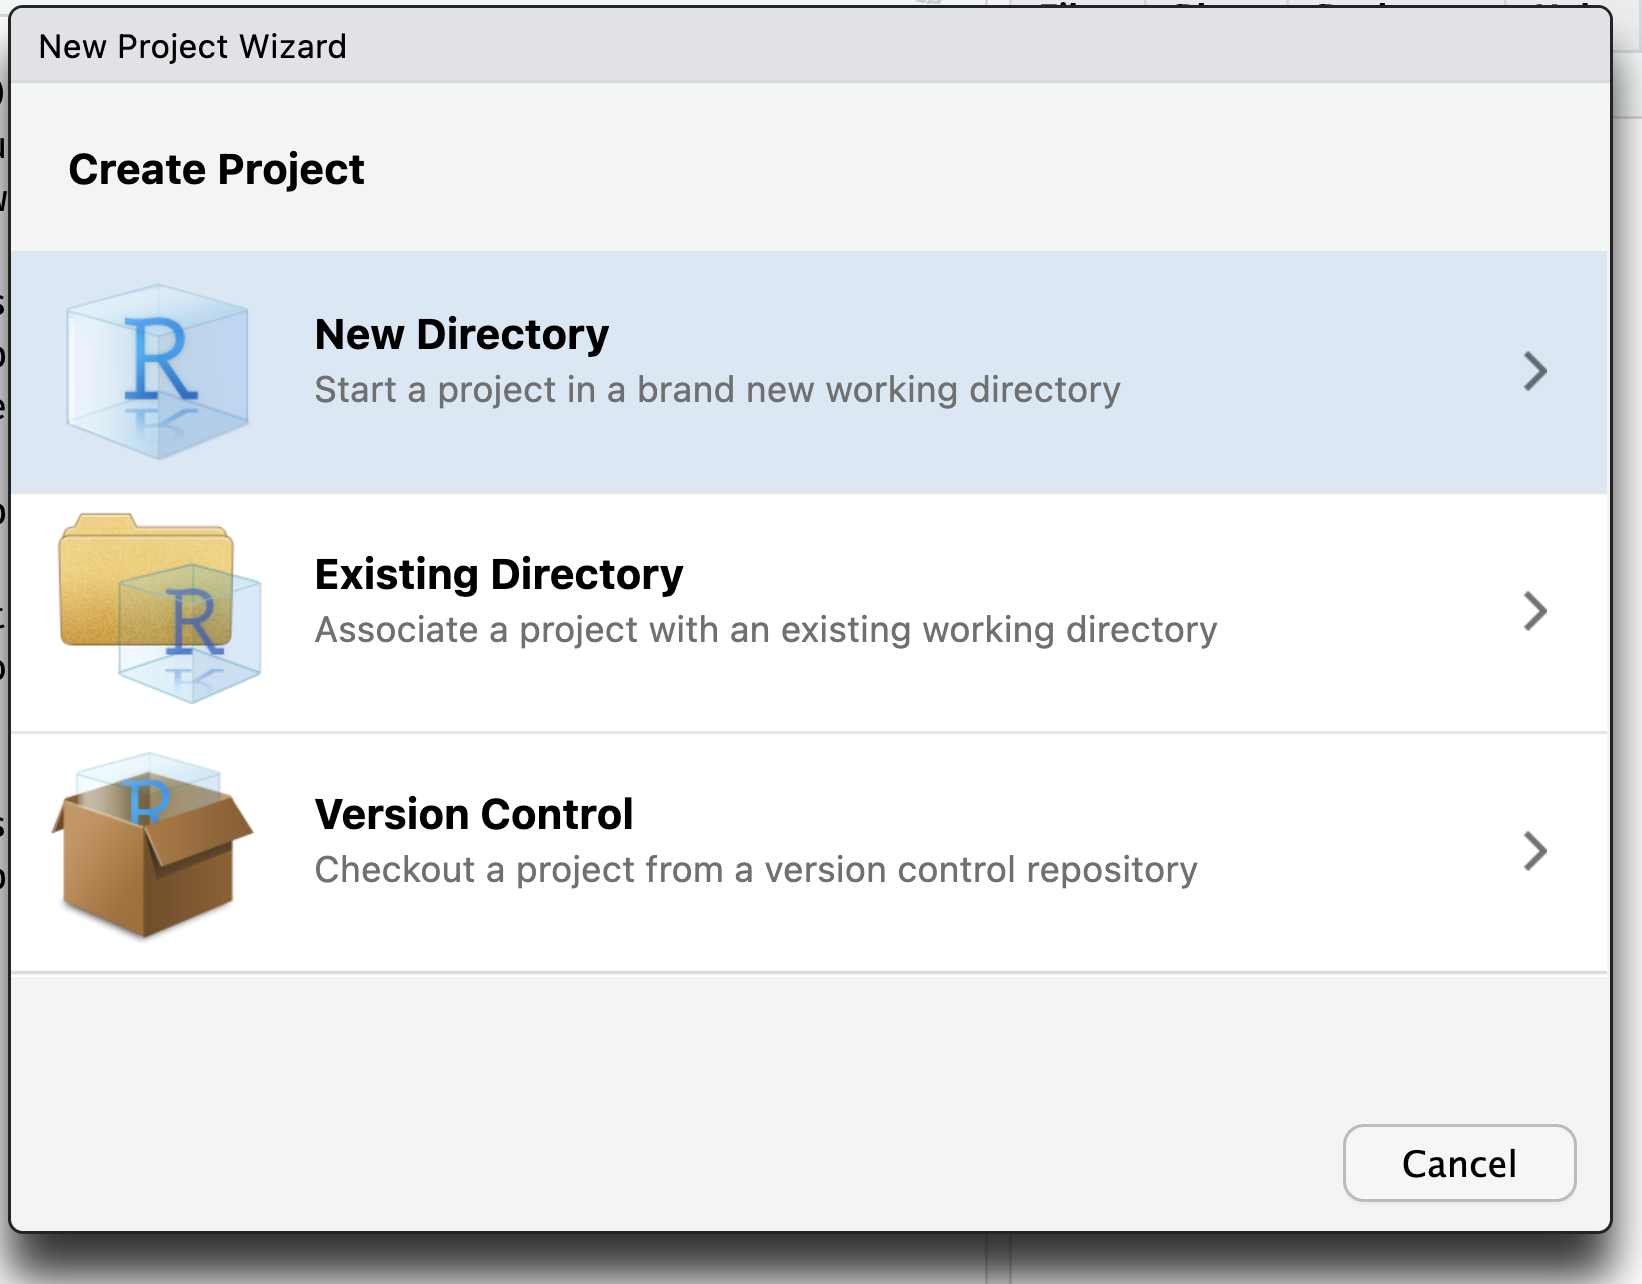 New Project Wizard
Create Project
R
New Directory
Start a project in a brand new working directory
R
Existing Directory
Associate a project with an existing working directory
R
Version Control
Checkout a project from a version control repository
Cancel